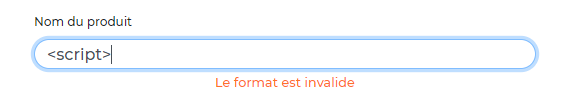 Nom du produit
<script>
Le format est invalide